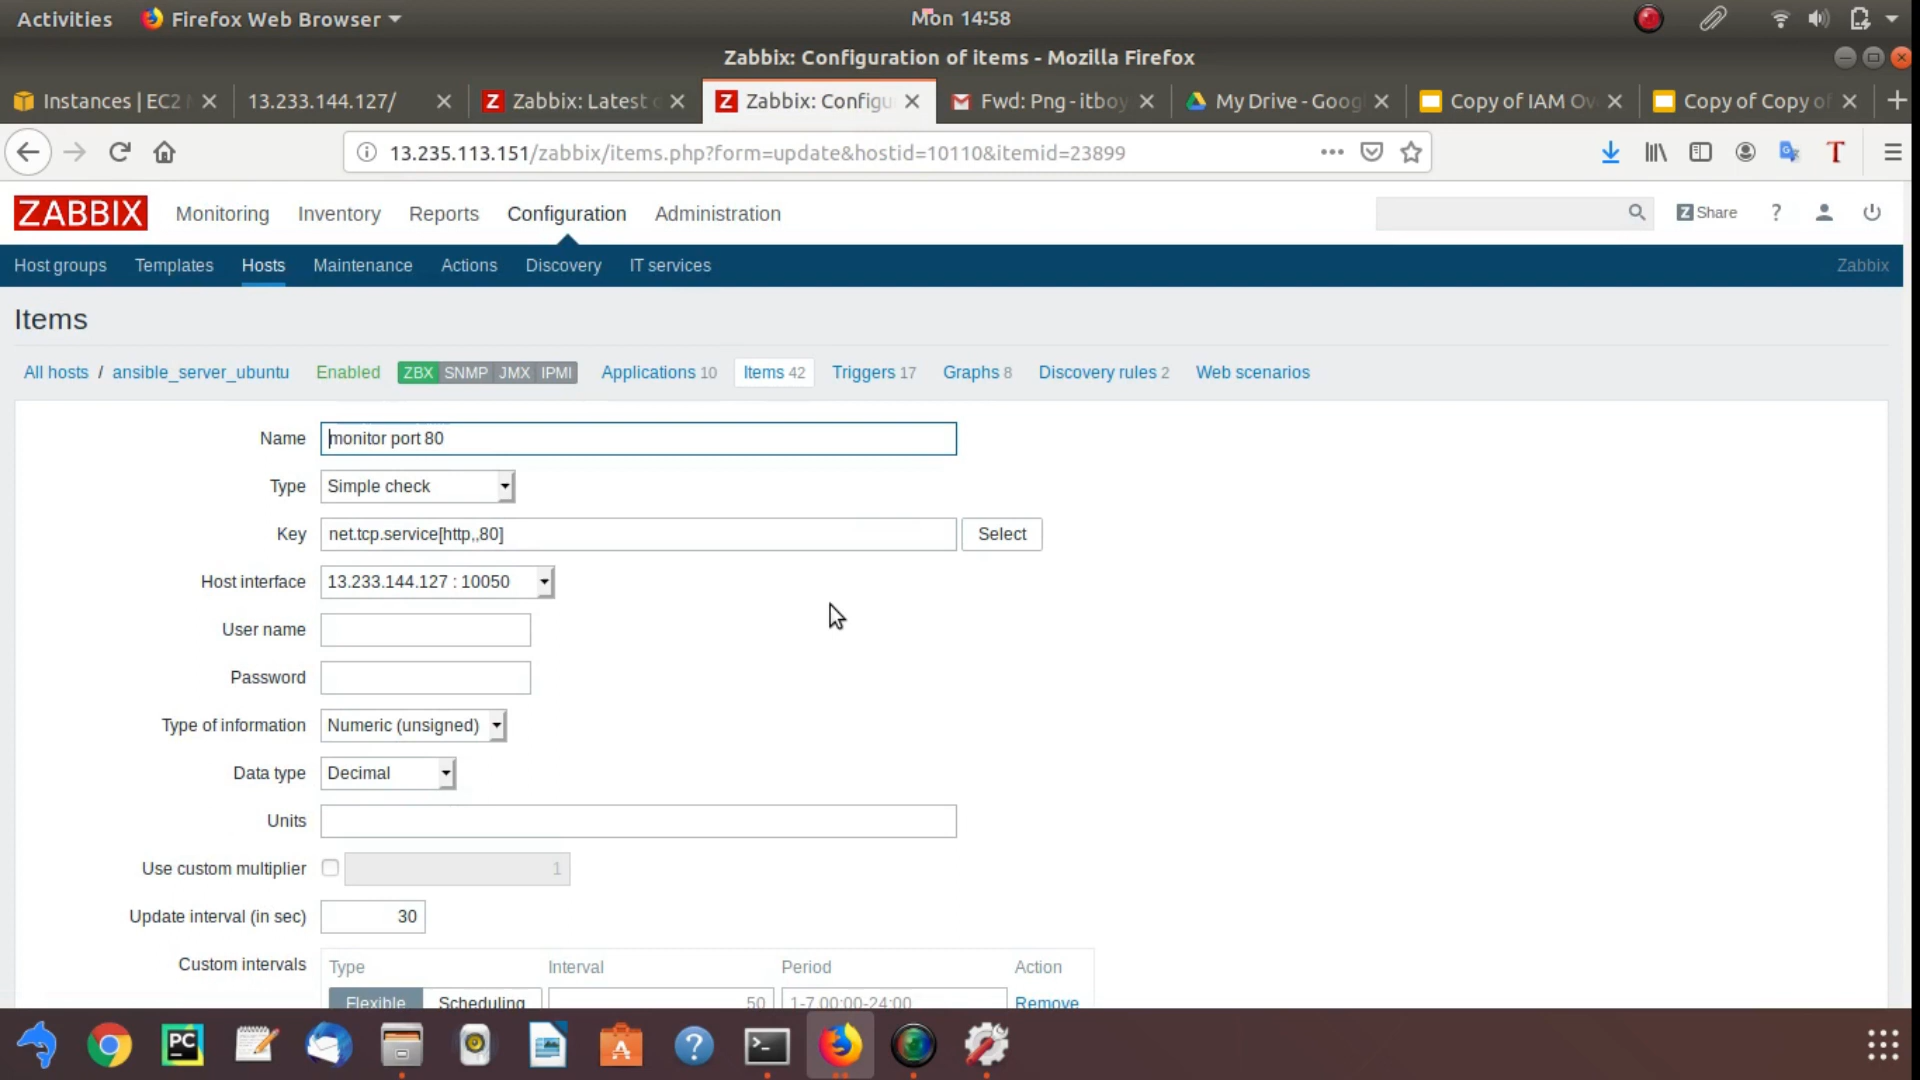 Activities Firefox Web Browser Mon 14:58
Zabbix: Configuration of items - Mozilla Firefox
Instances | EC2 13.233.144.127/ Z Zabbix: Latest Z Zabbix: Configu Fwd: Png - itboy My Drive - Goog Copy of IAM Ov Copy of Copy of
13.235.113.151/zabbix/items.php?form=update&hostid=10110&itemid=23899
ZABBIX Monitoring Inventory Reports Configuration Administration Z Share ?
Host groups Templates Hosts Maintenance Actions Discovery IT services Zabbix
Items
All hosts / ansible_server_ubuntu Enabled ZBX SNMP JMX IPMI Applications 10 Items 42 Triggers 17 Graphs 8 Discovery rules 2 Web scenarios
Name monitor port 80
Type Simple check
Key net.tcp.service[http,,80] Select
Host interface 13.233.144.127 : 10050
User name
Password
Type of information Numeric (unsigned)
Data type Decimal
Units
Use custom multiplier 1
Update interval (in sec) 30
Custom intervals Type Interval Period Action
Flexible Scheduling 50 1-7,00:00-24:00 Remove
PC